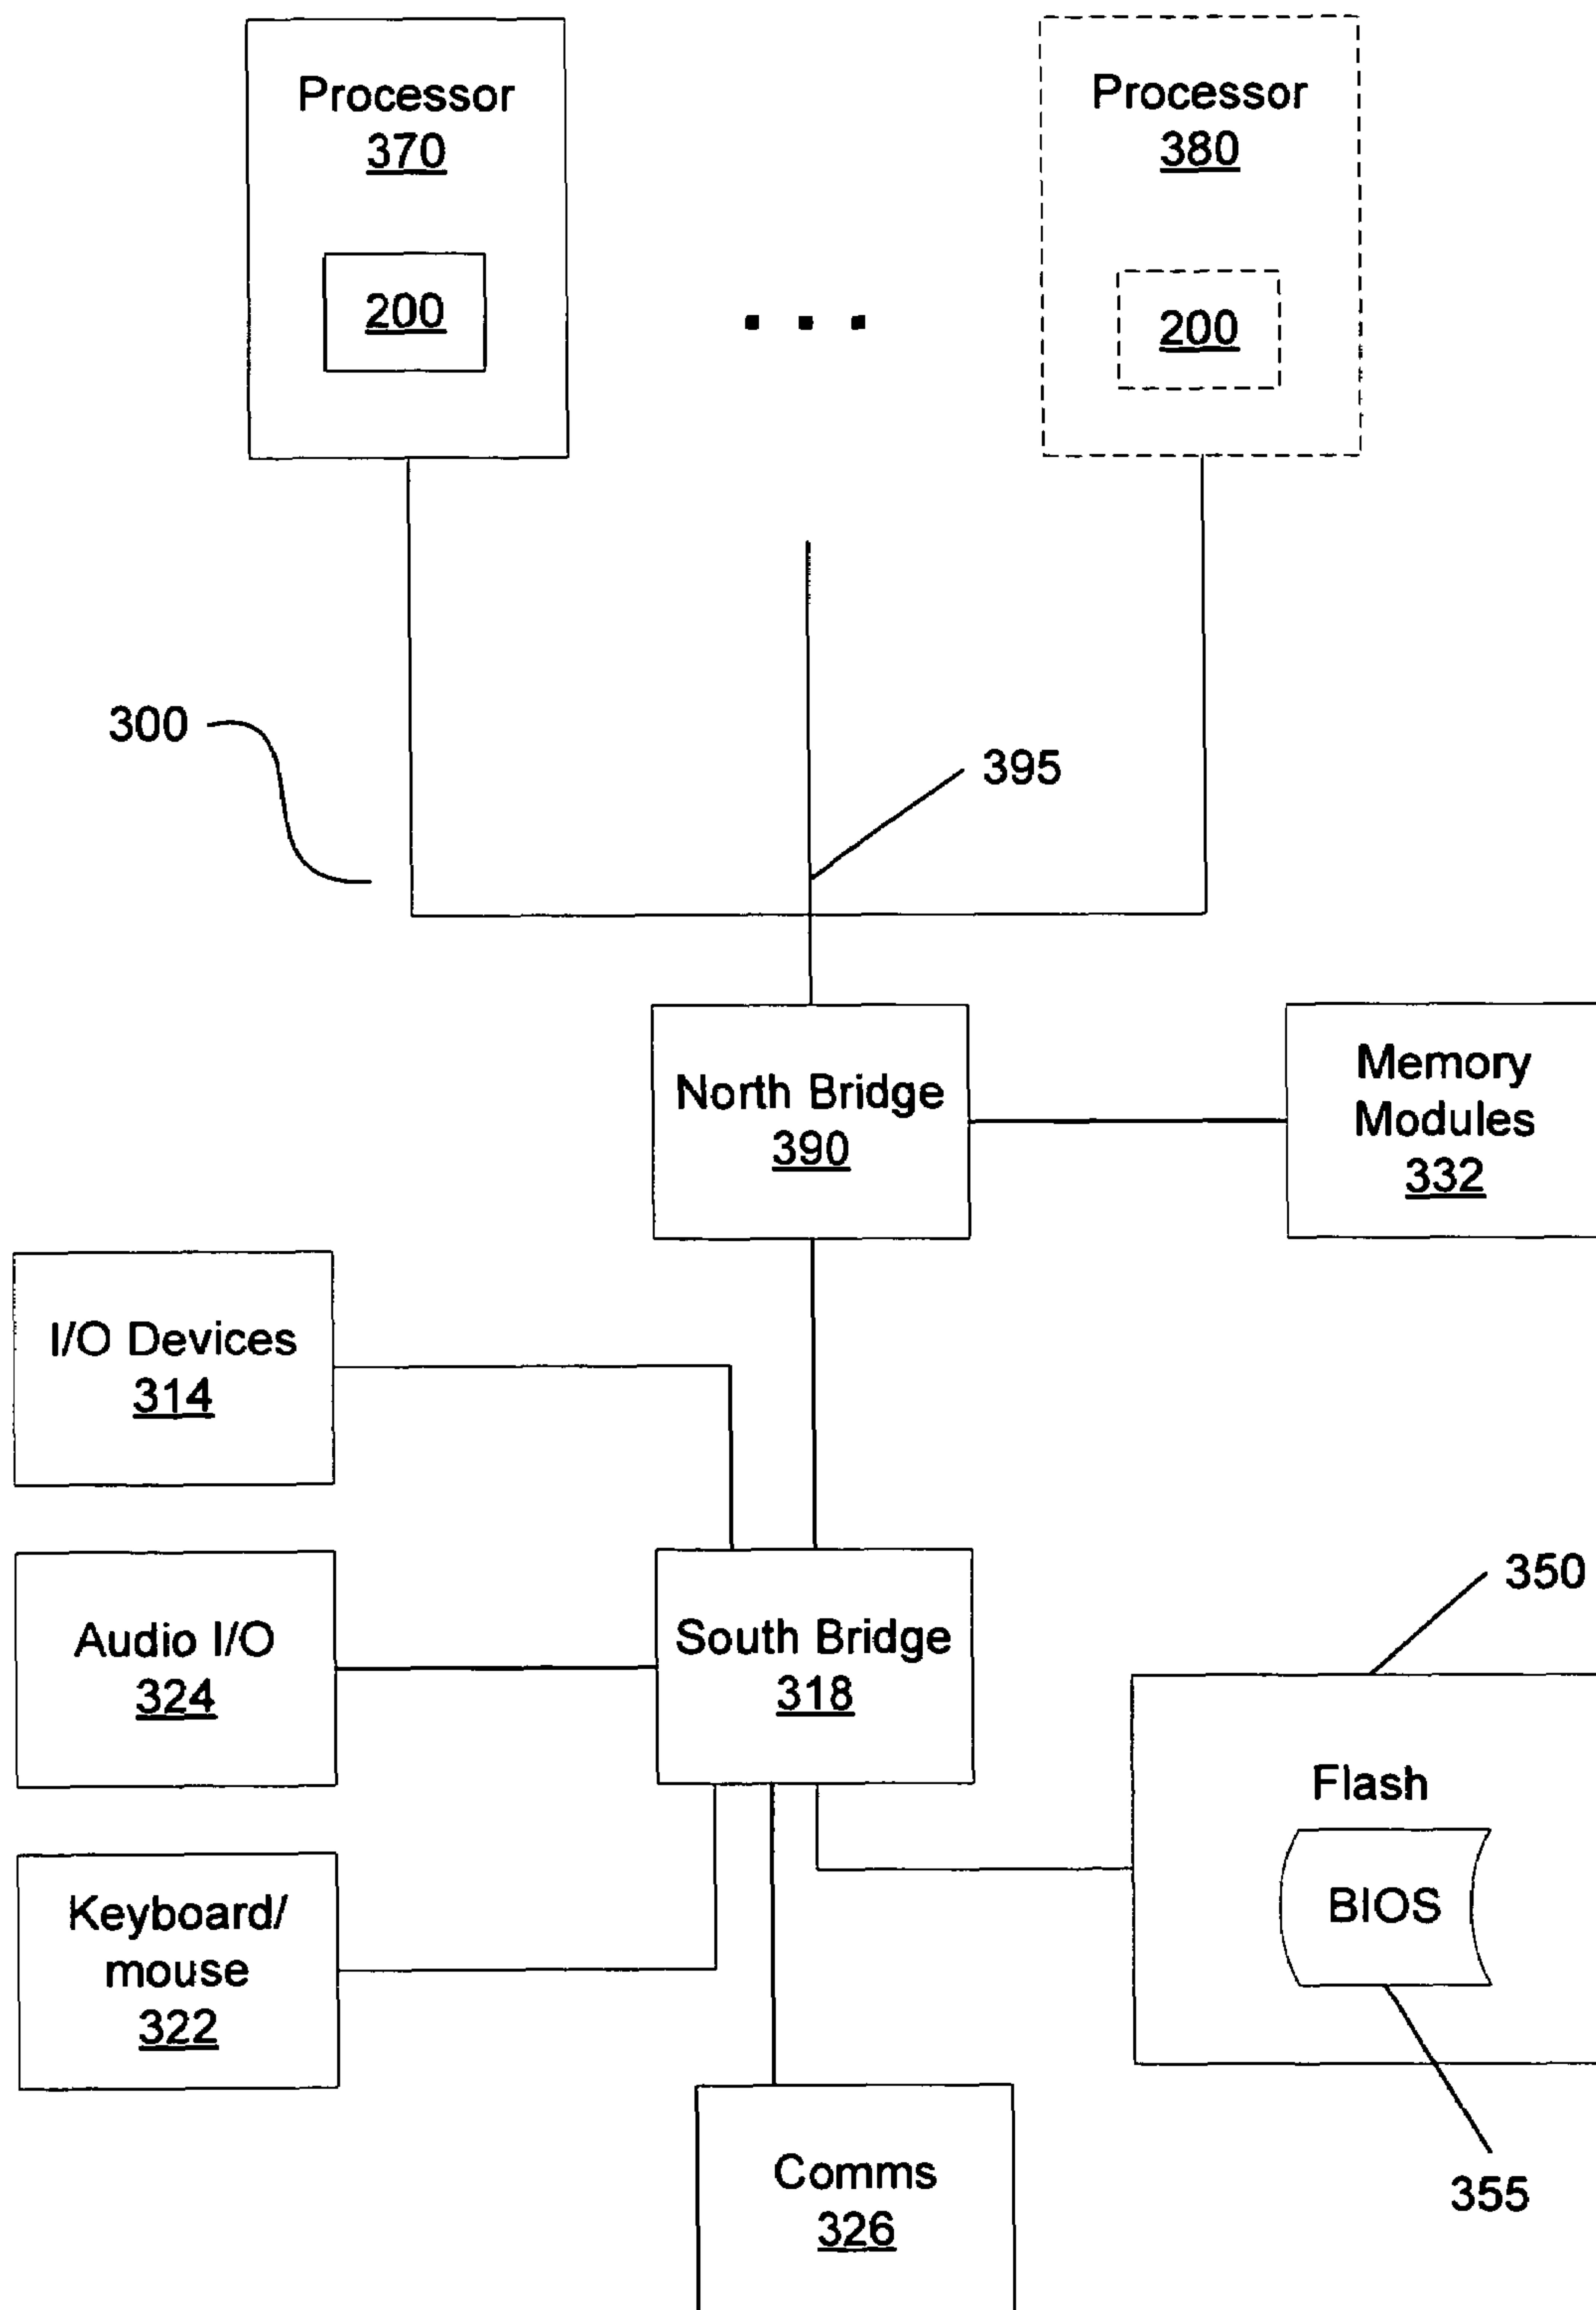 Processor
370
200
Processor
380
200
300
395
North Bridge
390
Memory
Modules
332
I/O Devices
314
Audio I/O
324
South Bridge
318
350
Flash
BIOS
355
Keyboard/
mouse
322
Comms
326